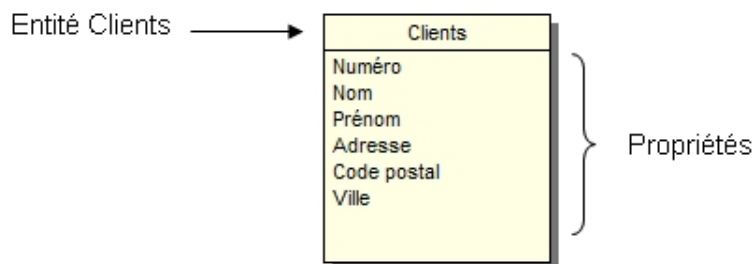 Entité Clients
Clients
Numéro
Nom
Prénom
Adresse
Code postal
Ville
Propriétés